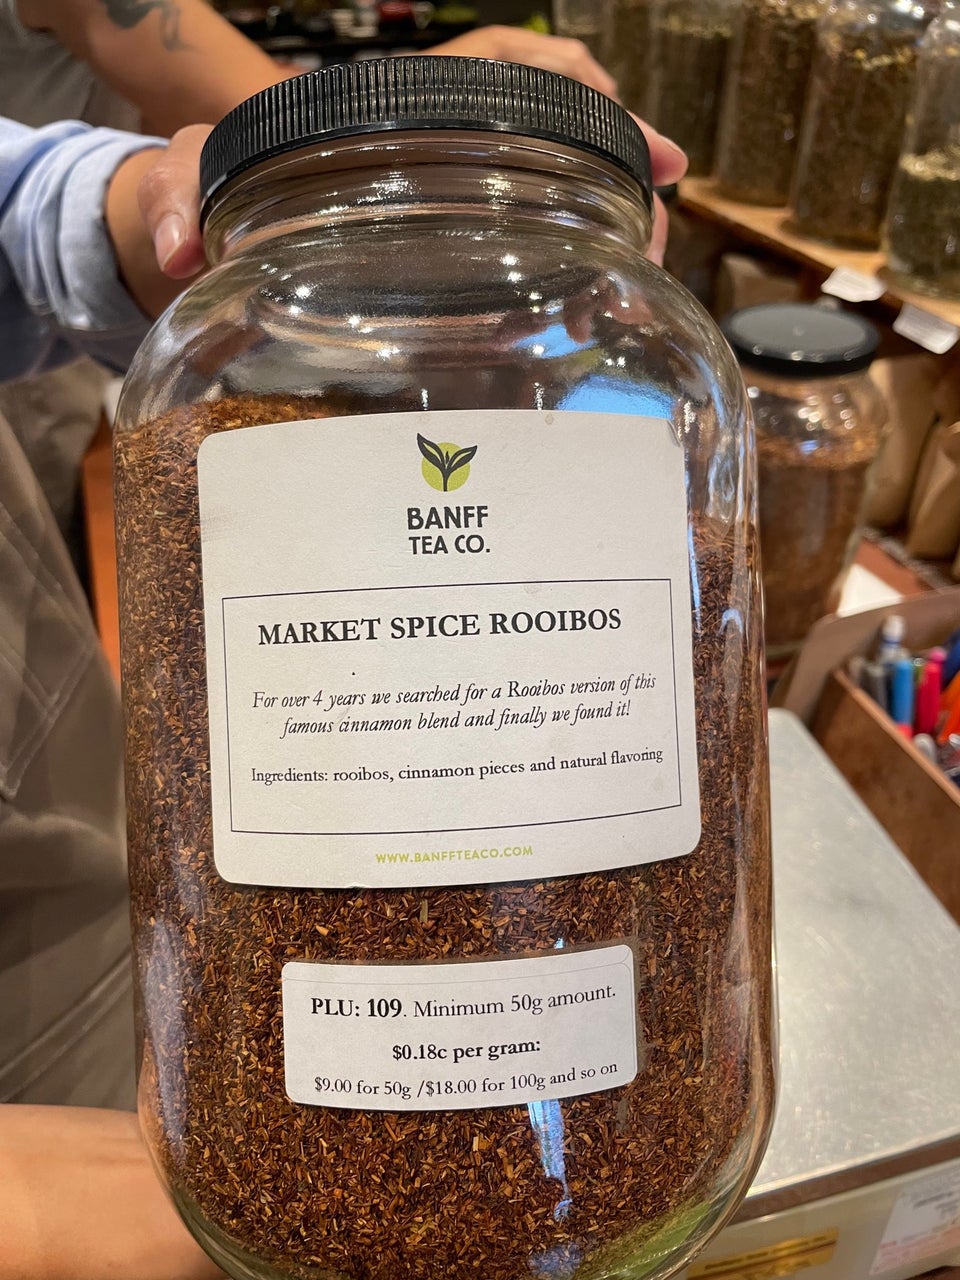 BANFF
TEA CO.
MARKET SPICE ROOIBOS
For over 4 years we searched for a Rooibos version of this
famous cinnamon blend and finally we found it!
Ingredients: rooibos, cinnamon pieces and natural flavoring
WWW.BANFFTEACO.COM
PLU: 109. Minimum 50g amount.
$0.18c per gram:
$9.00 for 50g /$18.00 for 100g and so on